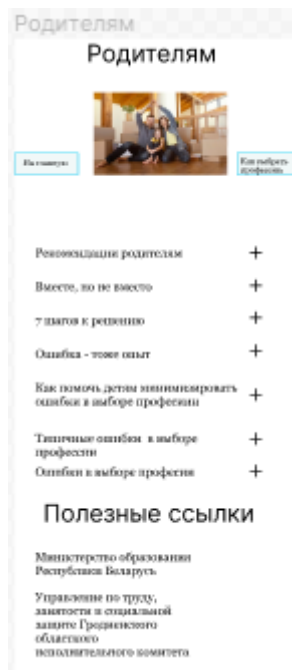 Родителям
Родителям
На главную
Как выбрать
профессию
Рекомендации родителям
Вместе, но не вместо
7 шагов к решению
Ошибка - тоже опыт
Как помочь детям минимизировать
ошибки в выборе профессии
Типичные ошибки в выборе
профессии
Ошибки в выборе професии
Полезные ссылки
Министерство образования
Республики Беларусь
Управление по труду,
занятости и социальной
защите Гродненского
областного
исполнительного комитета